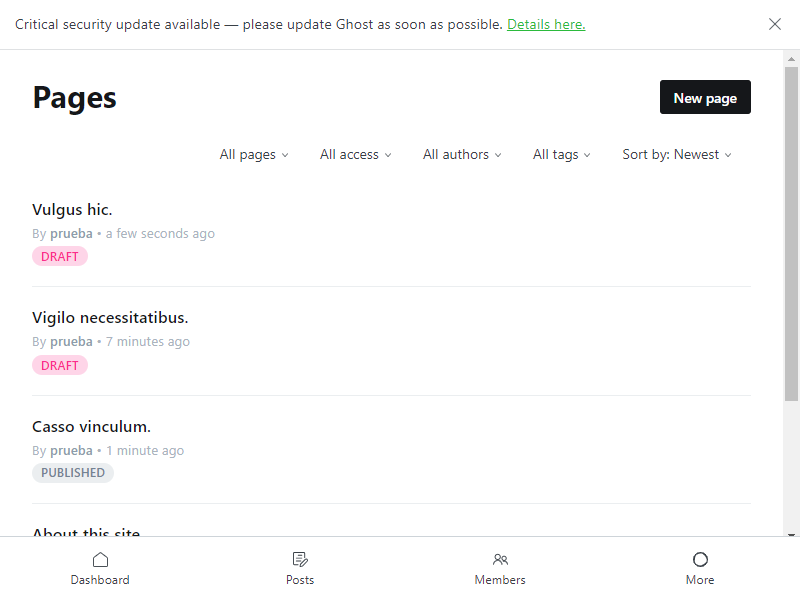 Critical security update available — please update Ghost as soon as possible. Details here.
Pages
New page
All pages
All access
All authors
All tags
Sort by: Newest
Vulgus hic.
By prueba • a few seconds ago
DRAFT
Vigilo necessitatibus.
By prueba • 7 minutes ago
DRAFT
Casso vinculum.
By prueba • 1 minute ago
PUBLISHED
About this site
Dashboard
Posts
Members
More